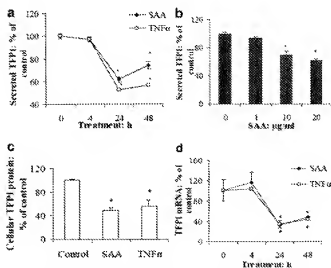 a
SAA
TNFα
Secreted TFPI: % of
control
120
100
80
60
40
*
*
*
0 4 24 48
Treatment: h
b
Secreted TFPI: % of
control
120
100
80
60
40
20
0
* *
0 1 10 20
SAA: µg/ml
c
Cellular TFPI protein:
% of control
120
80
40
0
* *
Control SAA TNFα
d
SAA
TNFα
TFPI mRNA: % of
control
160
120
80
40
0
*
*
*
*
0 4 24 48
Treatment: h